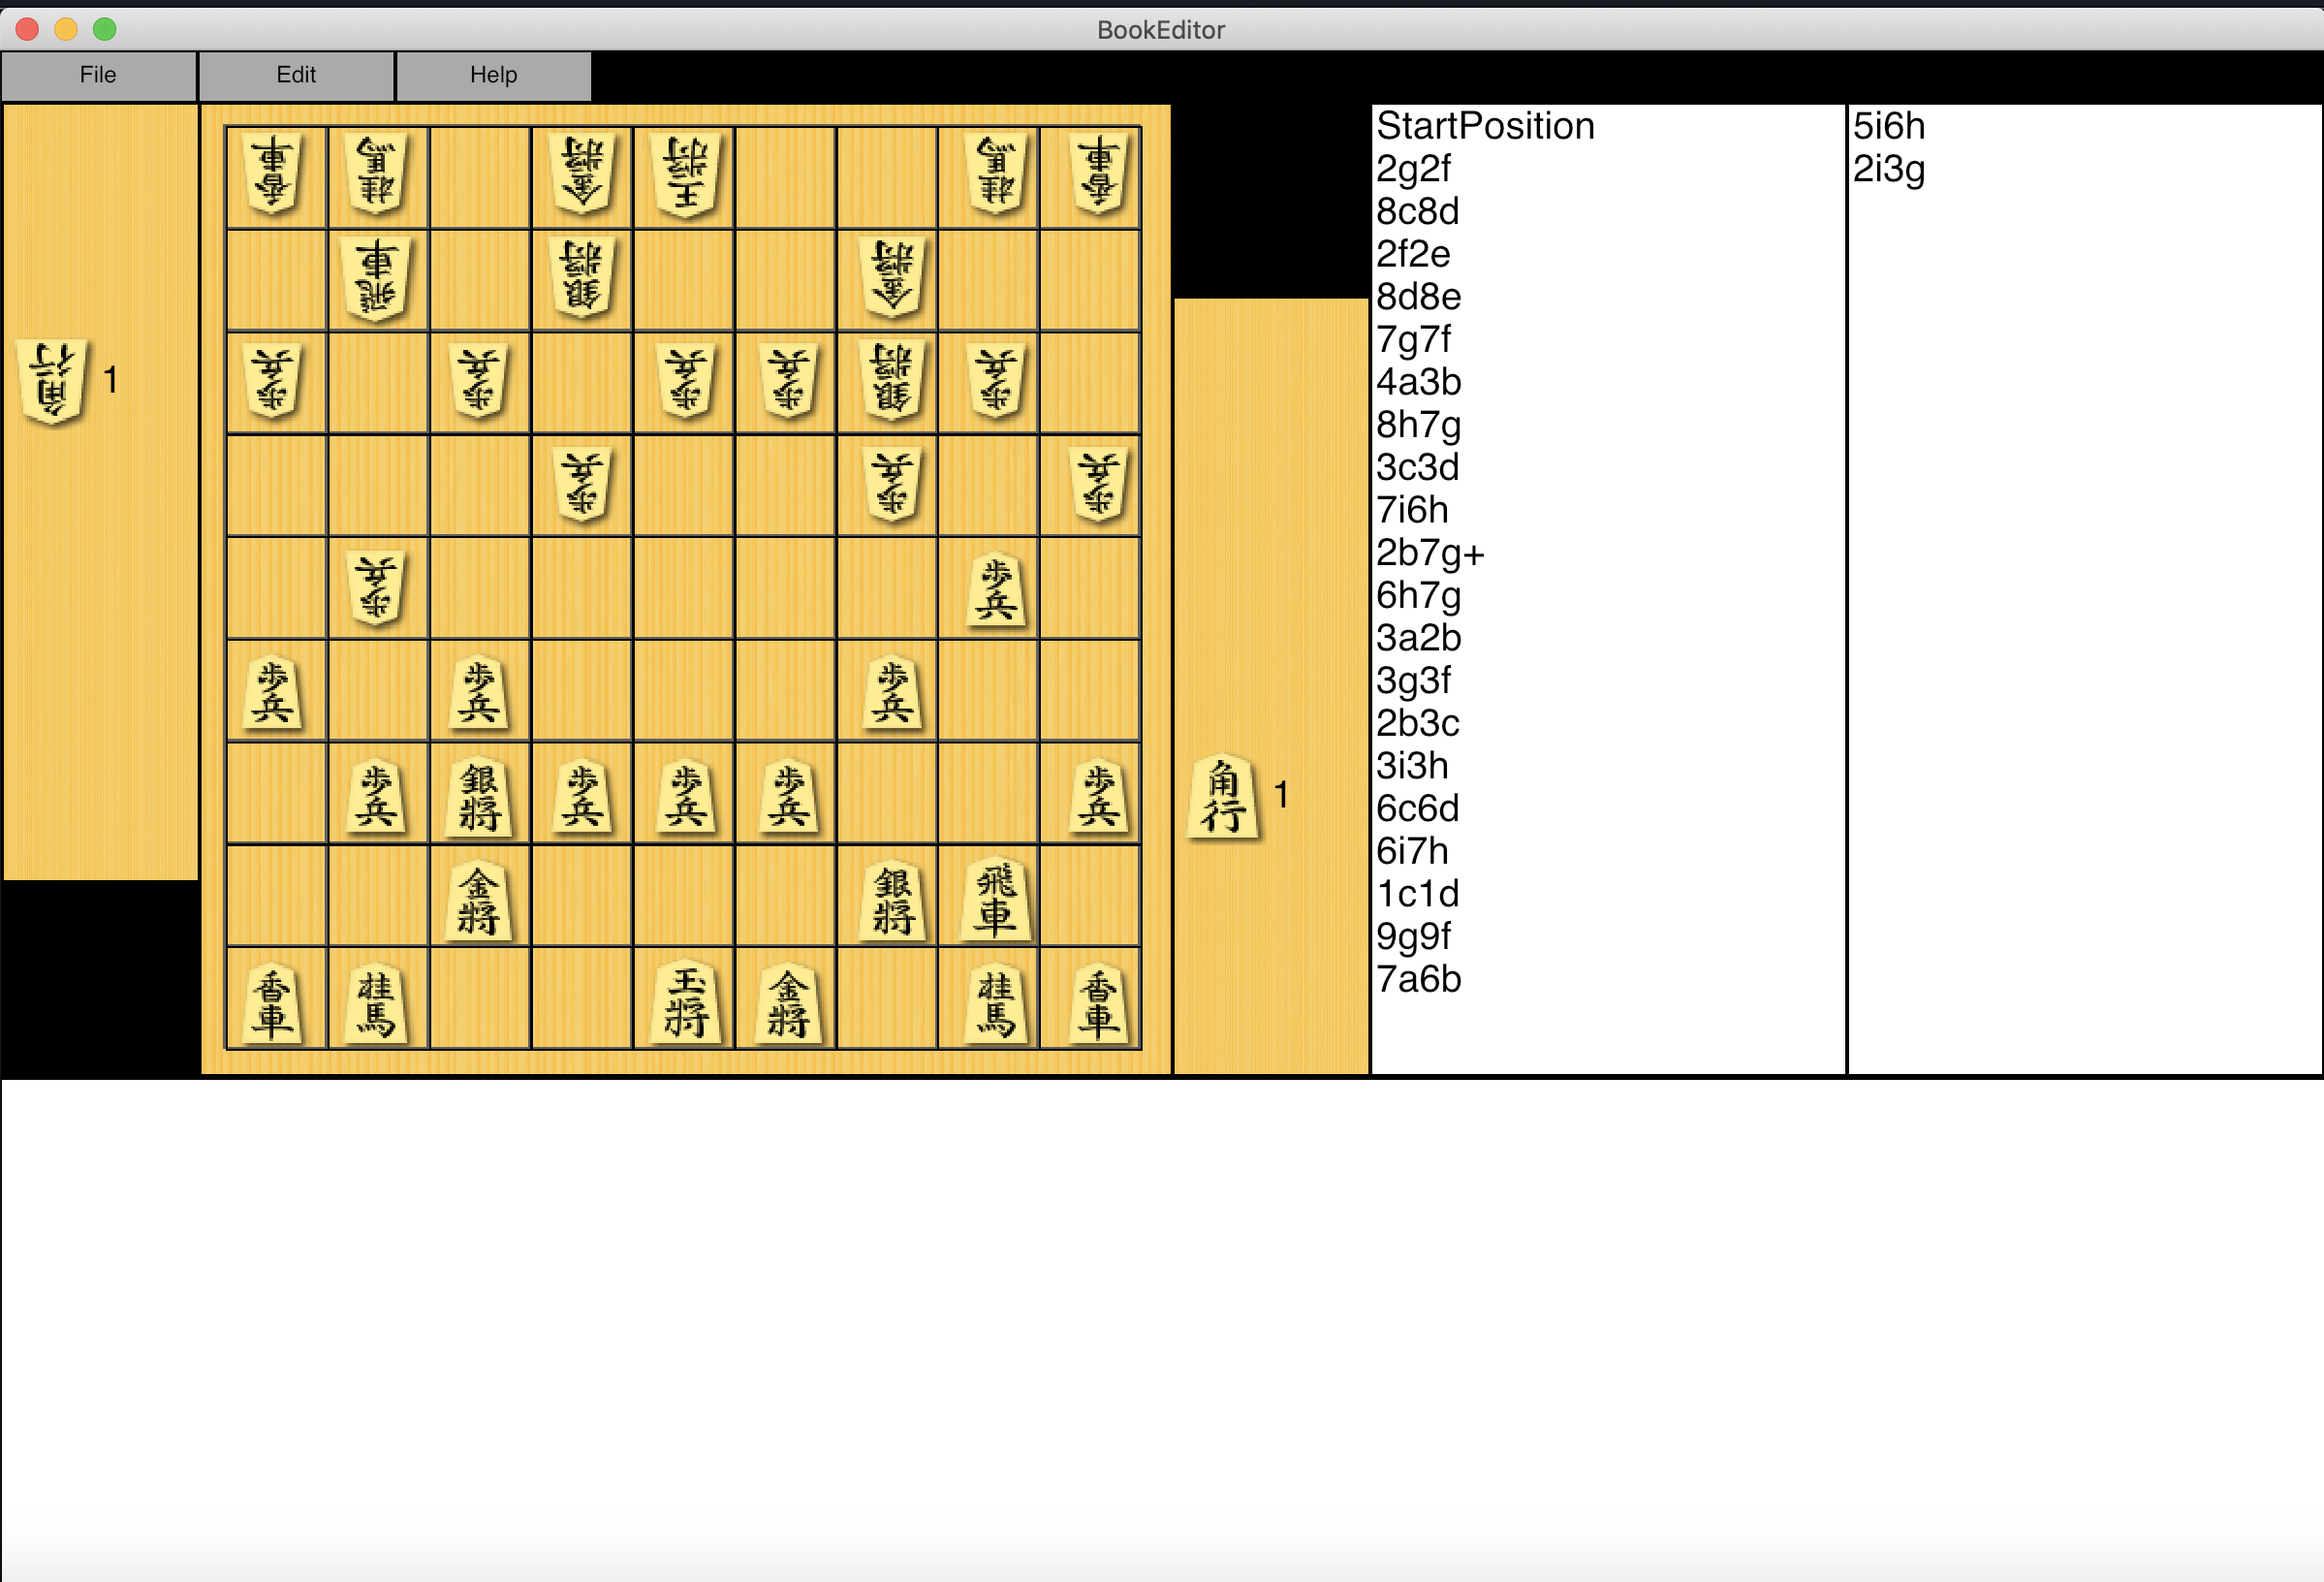 BookEditor
File Edit Help
香車 桂馬 金将 王将 桂馬 香車
飛車 銀将 金将
歩兵 歩兵 歩兵 歩兵 銀将 歩兵
角行 1
歩兵 歩兵 歩兵
歩兵 歩兵
歩兵 歩兵 歩兵
歩兵 銀将 歩兵 歩兵 歩兵 歩兵
角行 1
金将 銀将 飛車
香車 桂馬 玉将 金将 桂馬 香車
StartPosition
2g2f
8c8d
2f2e
8d8e
7g7f
4a3b
8h7g
3c3d
7i6h
2b7g+
6h7g
3a2b
3g3f
2b3c
3i3h
6c6d
6i7h
1c1d
9g9f
7a6b
5i6h
2i3g